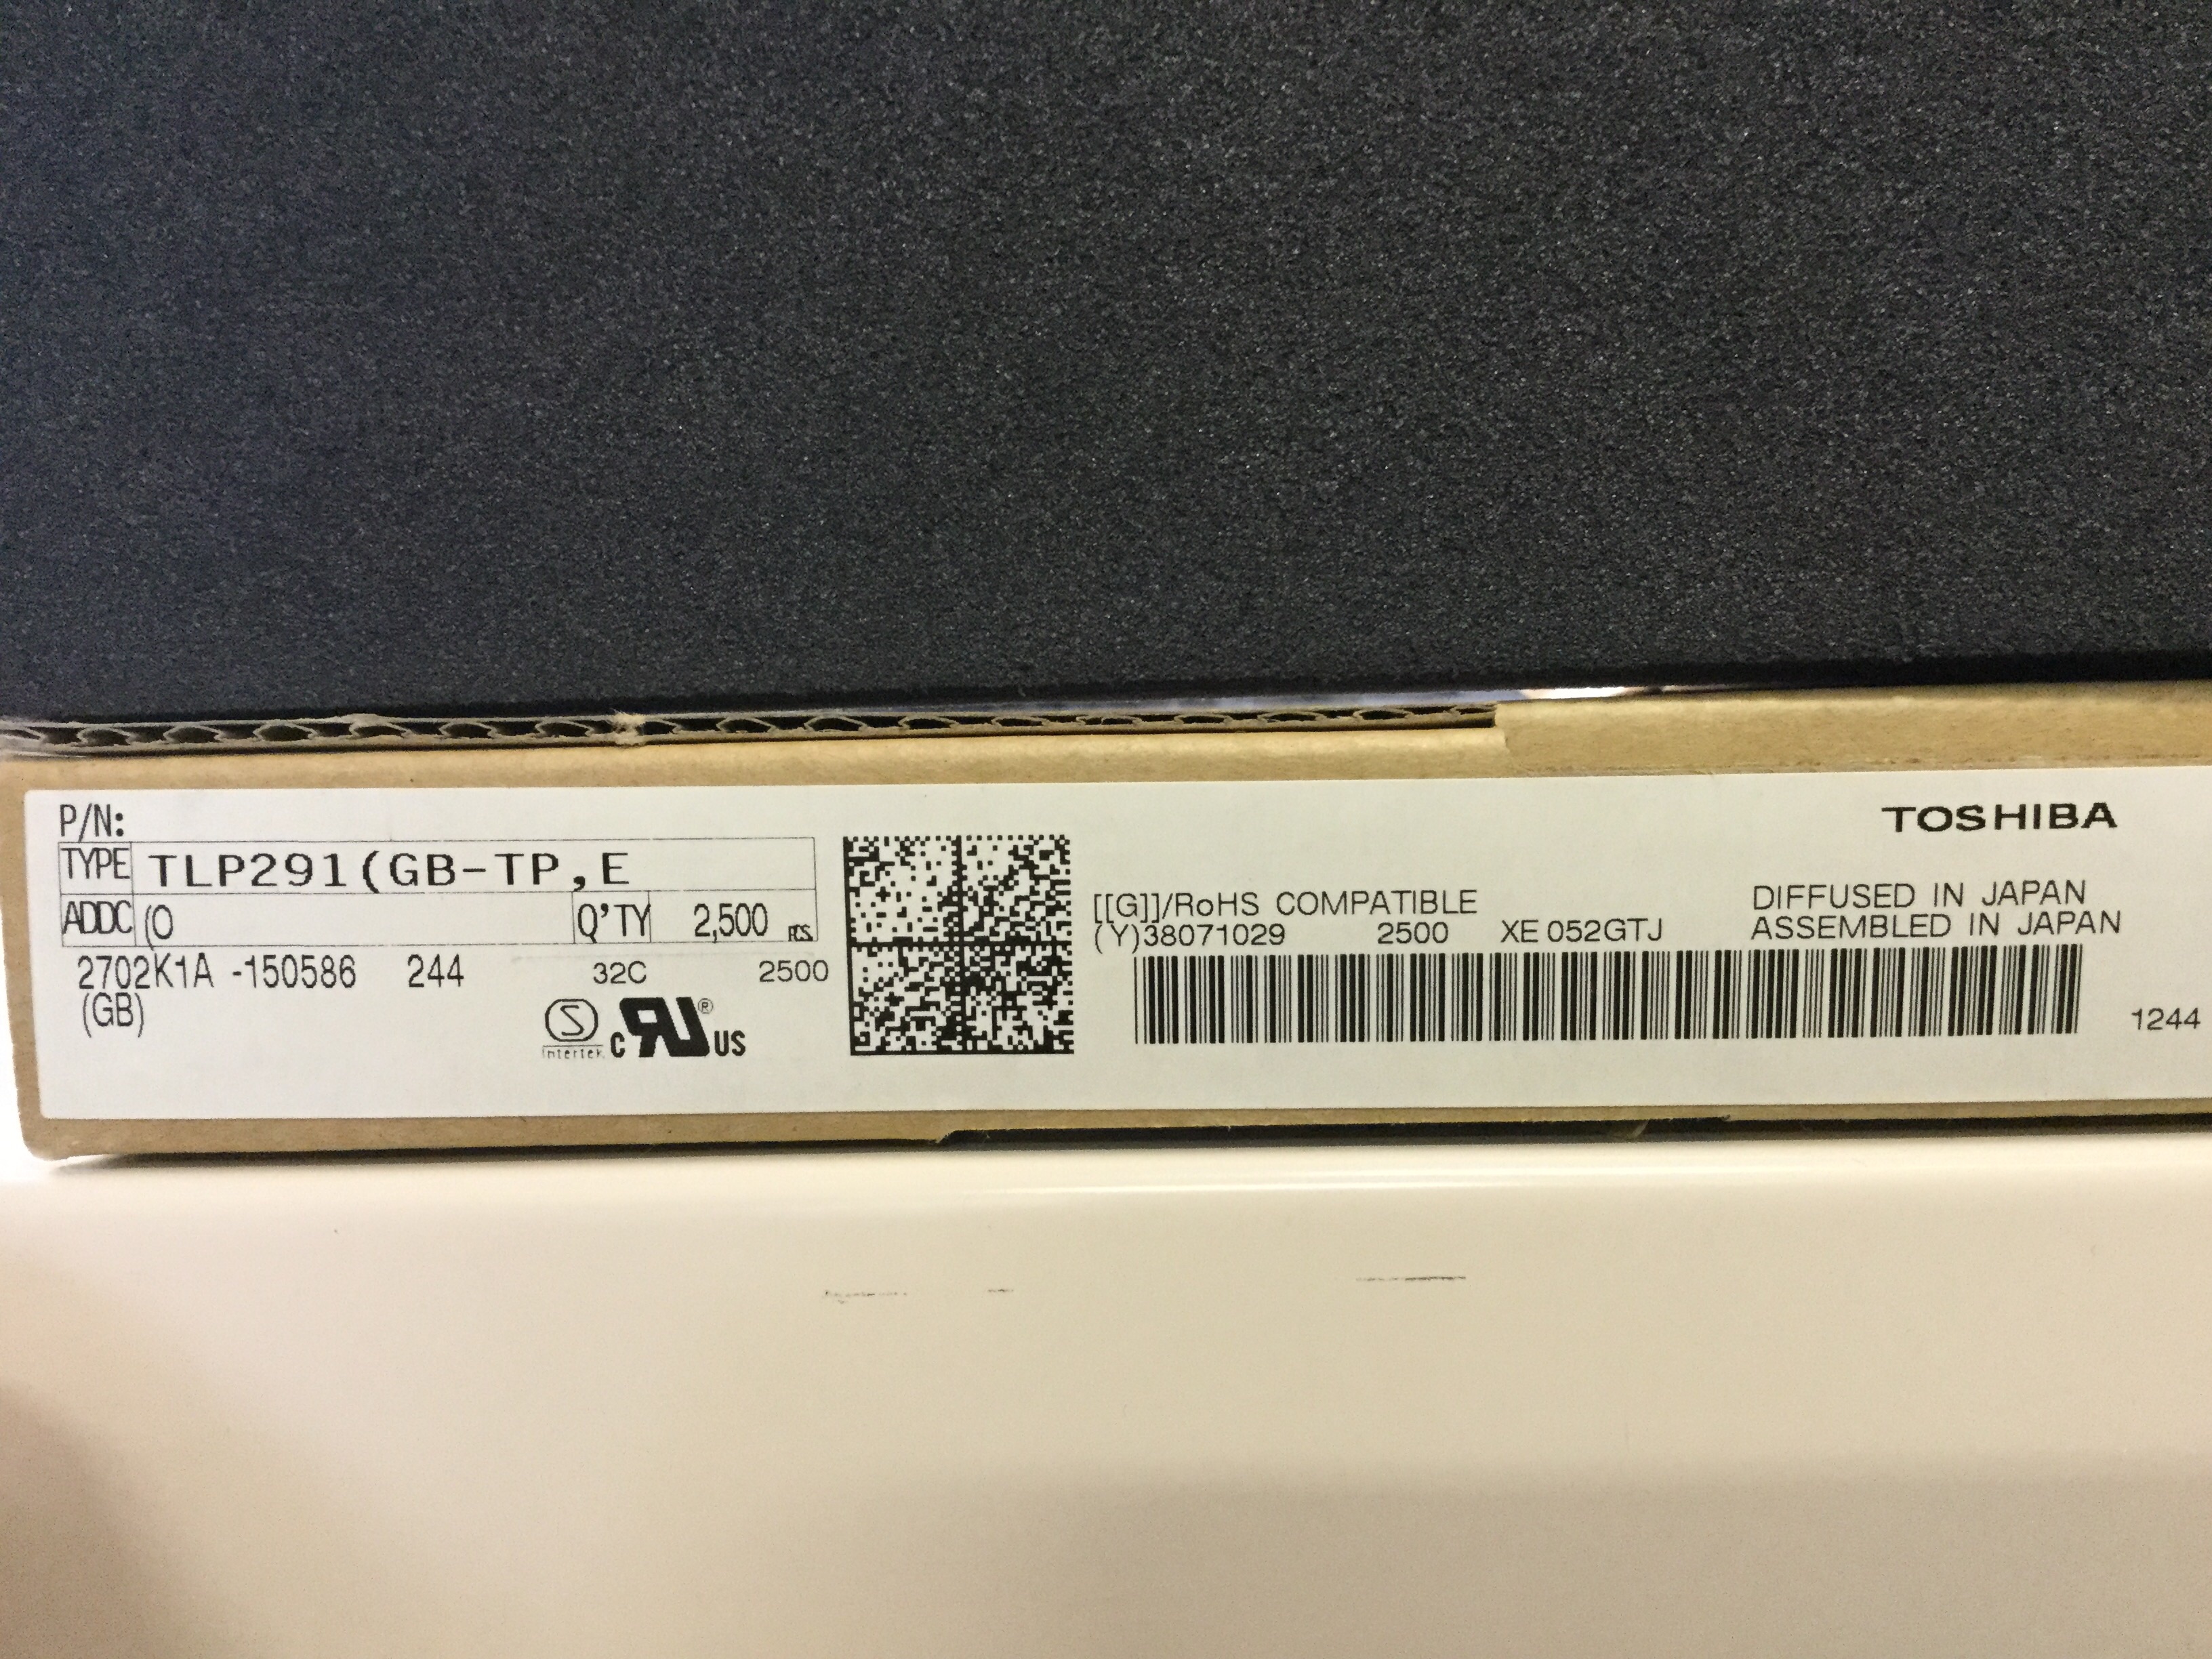 P/N:
TYPE TLP291(GB-TP,E
ADDC (O Q'TY 2,500 PCS.
2702K1A -150586 244 32C 2500
(GB)
S
Intertek c RU ® US
TOSHIBA
[[G]]/RoHS COMPATIBLE DIFFUSED IN JAPAN
(Y)38071029 2500 XE 052GTJ ASSEMBLED IN JAPAN
1244